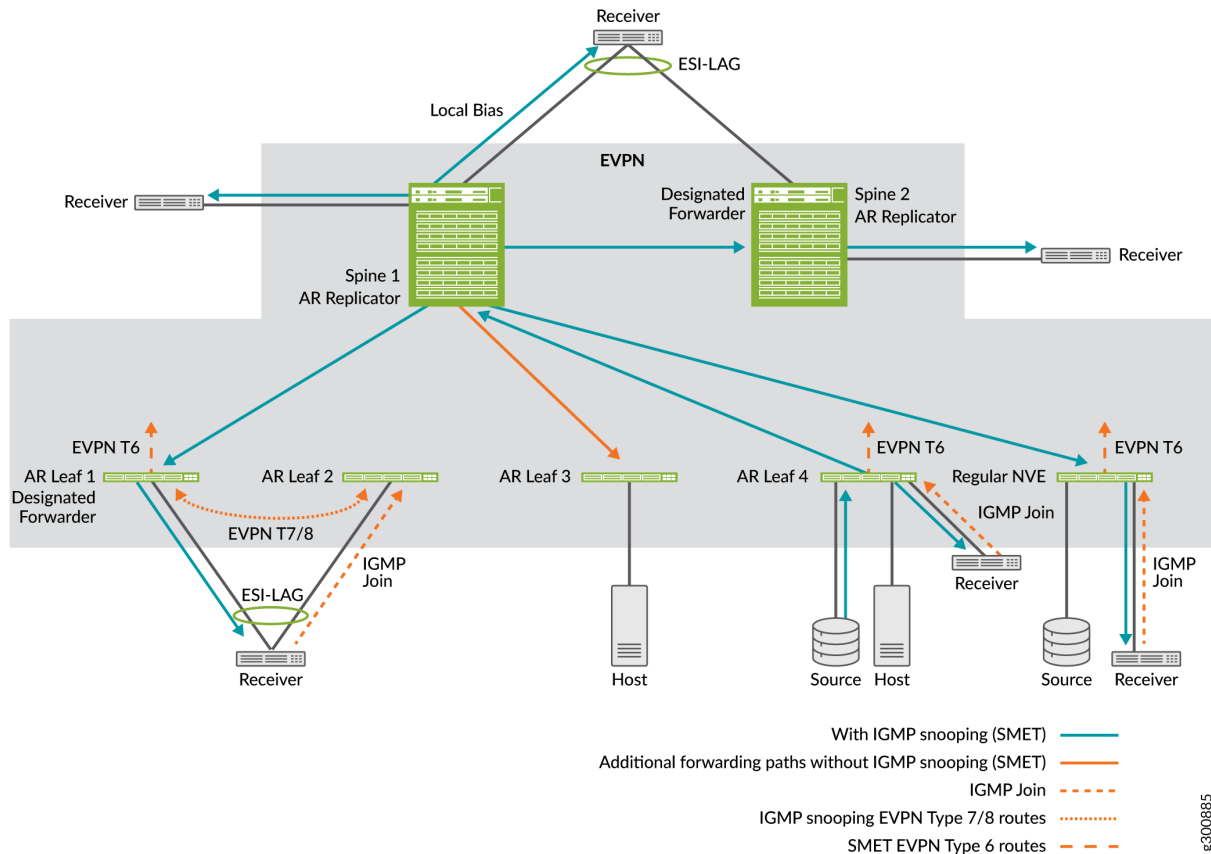 Receiver
ESI-LAG
Local Bias
EVPN
Receiver
Designated
Forwarder
Spine 2
AR Replicator
Receiver
Spine 1
AR Replicator
EVPN T6
EVPN T6
EVPN T6
AR Leaf 1
Designated
Forwarder
AR Leaf 2
AR Leaf 3
AR Leaf 4
Regular NVE
EVPN T7/8
IGMP Join
IGMP
Join
IGMP
Join
Receiver
ESI-LAG
Receiver
Host
Source
Host
Source
Receiver
With IGMP snooping (SMET)
Additional forwarding paths without IGMP snooping (SMET)
IGMP Join
IGMP snooping EVPN Type 7/8 routes
SMET EVPN Type 6 routes
g300885